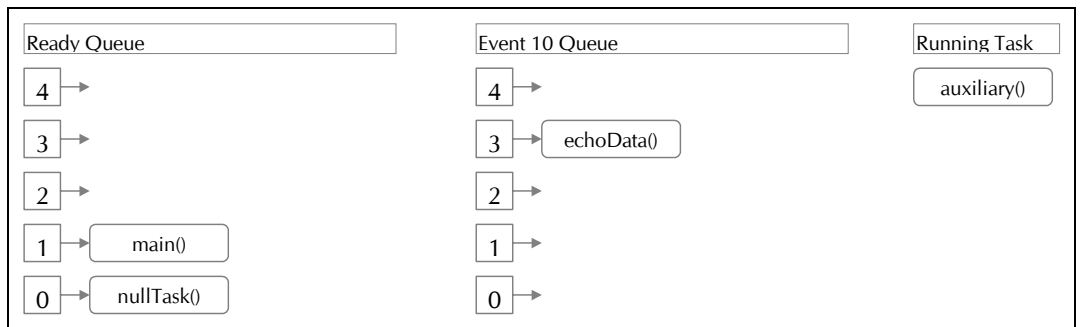 Ready Queue Event 10 Queue Running Task
4 4 auxiliary()
3 3 echoData()
2 2
1 main() 1
0 nullTask() 0